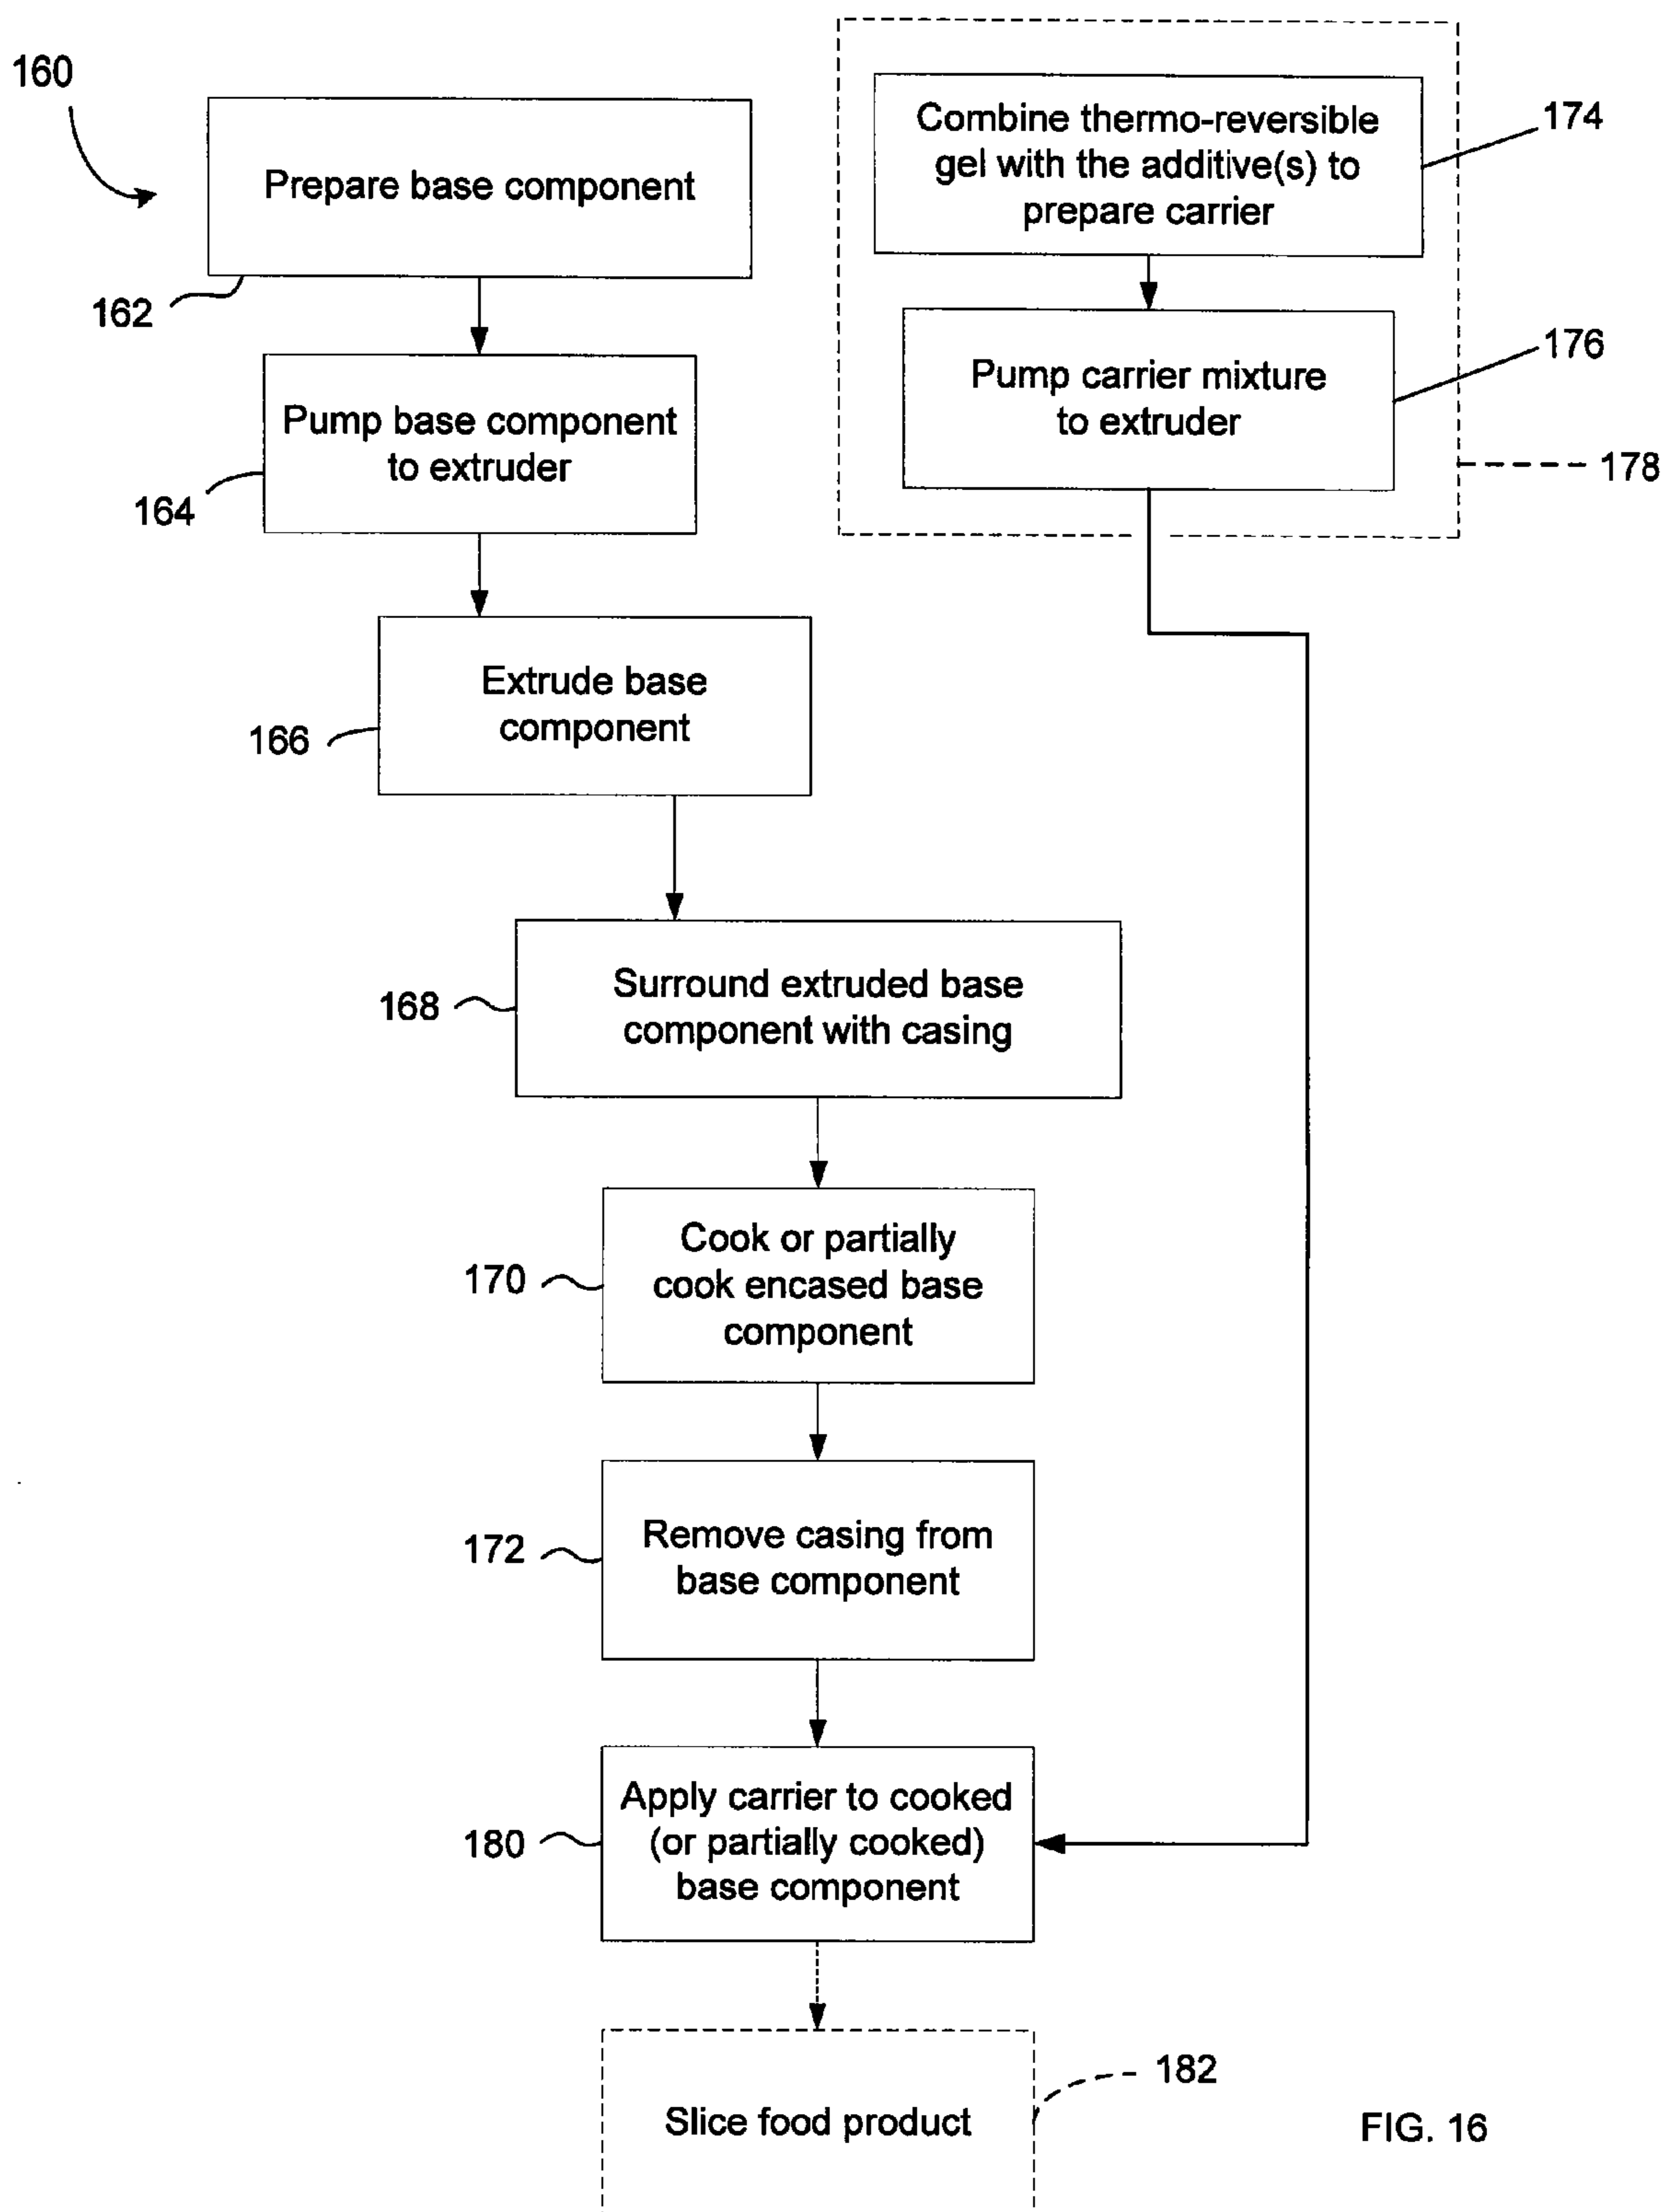 160
Prepare base component
162
Pump base component
to extruder
164
Extrude base
component
166
Combine thermo-reversible
gel with the additive(s) to
prepare carrier
174
Pump carrier mixture
to extruder
176
178
Surround extruded base
component with casing
168
Cook or partially
cook encased base
component
170
Remove casing from
base component
172
Apply carrier to cooked
(or partially cooked)
base component
180
Slice food product
182
FIG. 16